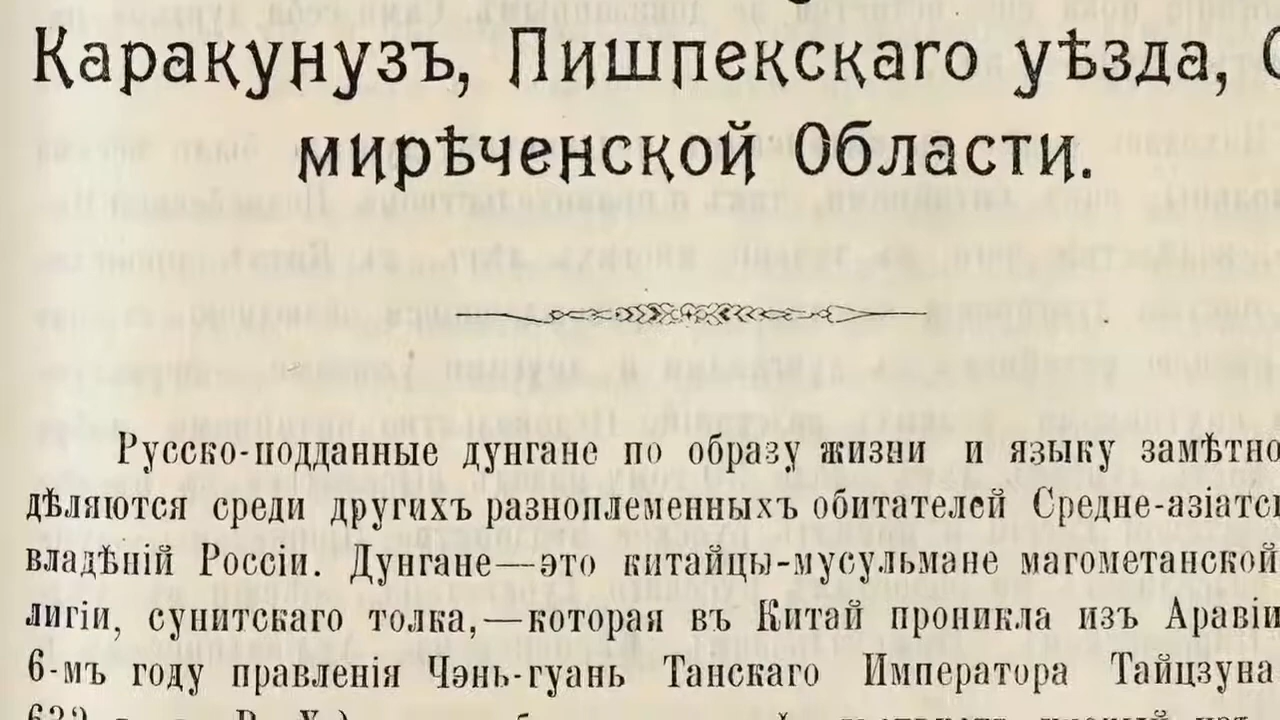 Каракунузъ, Пишпекскаго уѣзда, С
мирѣченской Области.
Русско-подданные дунгане по образу жизни и языку замѣтно
дѣляются среди другихъ разноплеменныхъ обитателей Средне-азіатс
владѣній Россіи. Дунгане—это китайцы-мусульмане магометанской
лигіи, сунитскаго толка,—которая въ Китай проникла изъ Аравіи
6-мъ году правленія Чэнь-гуань Танскаго Императора Тайцзуна